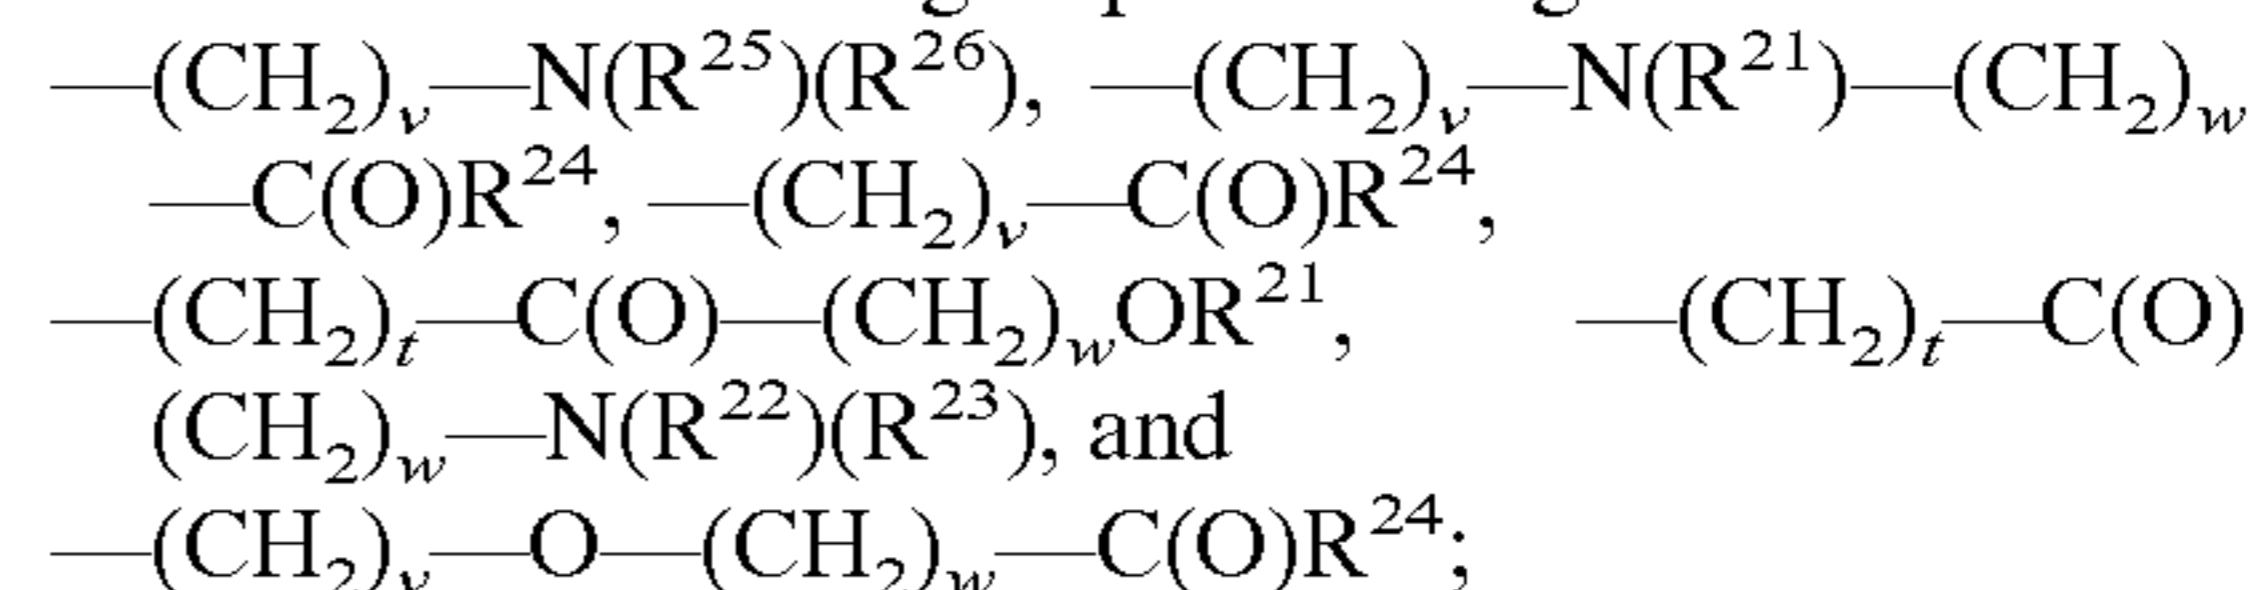 —(CH₂)ᵥ—N(R²⁵)(R²⁶), —(CH₂)ᵥ—N(R²¹)—(CH₂)w
—C(O)R²⁴, —(CH₂)ᵥ—C(O)R²⁴,
—(CH₂)ₜ—C(O)—(CH₂)wOR²¹, —(CH₂)ₜ—C(O)
(CH₂)w—N(R²²)(R²³), and
—(CH₂)ᵥ—O—(CH₂)w—C(O)R²⁴;